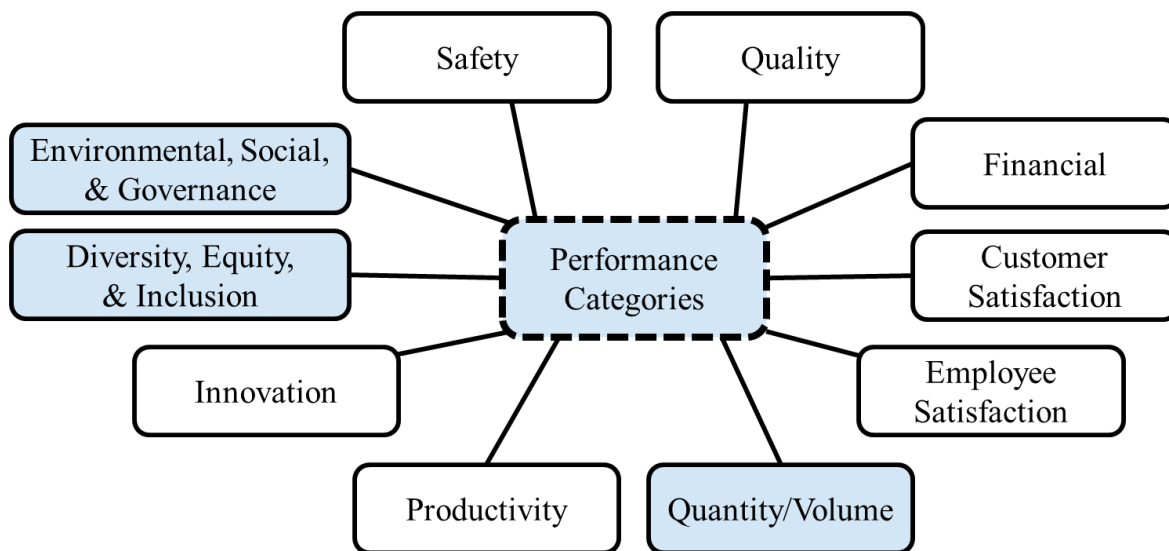 Safety
Quality
Environmental, Social,
& Governance
Financial
Diversity, Equity,
& Inclusion
Performance
Categories
Customer
Satisfaction
Innovation
Employee
Satisfaction
Productivity
Quantity/Volume